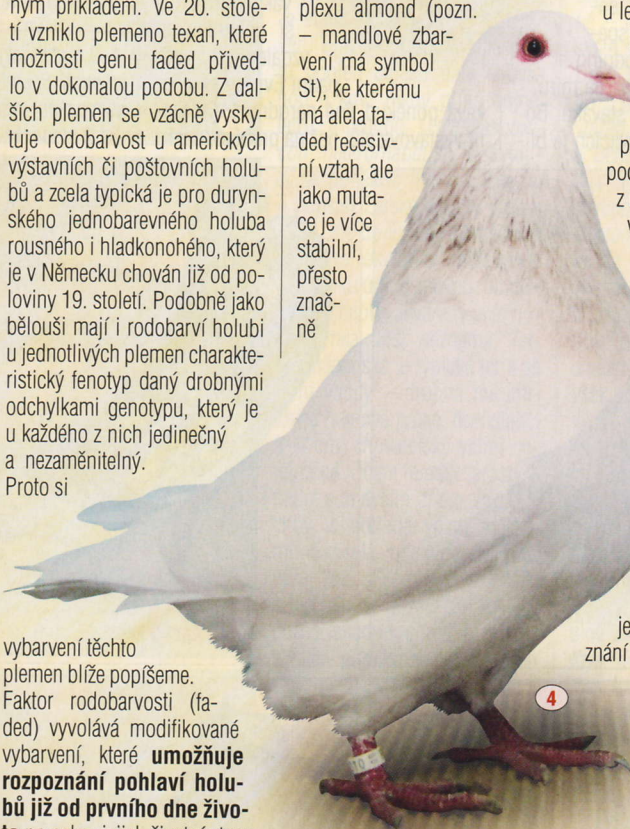 ným příkladem. Ve 20. stole-
tí vzniklo plemeno texan, které
možnosti genu faded přived-
lo v dokonalou podobu. Z dal-
ších plemen se vzácně vysky-
tuje rodobarvost u amerických
výstavních či poštovních holu-
bů a zcela typická je pro duryn-
ského jednobarevného holuba
rousného i hladkonohého, který
je v Německu chován již od po-
loviny 19. století. Podobně jako
bělouši mají i rodobarví holubi
u jednotlivých plemen charakte-
ristický fenotyp daný drobnými
odchylkami genotypu, který je
u každého z nich jedinečný
a nezaměnitelný.
Proto si
vybarvení těchto
plemen blíže popíšeme.
Faktor rodobarvosti (fa-
ded) vyvolává modifikované
vybarvení, které umožňuje
rozpoznání pohlaví holu-
bů již od prvního dne živo-
plexu almond (pozn.
– mandlové zbar-
vení má symbol
St), ke kterému
má alela fa-
ded recesiv-
ní vztah, ale
jako muta-
ce je více
stabilní,
přesto
znač-
ně
u le
p
pod
z
v
je
znání
4